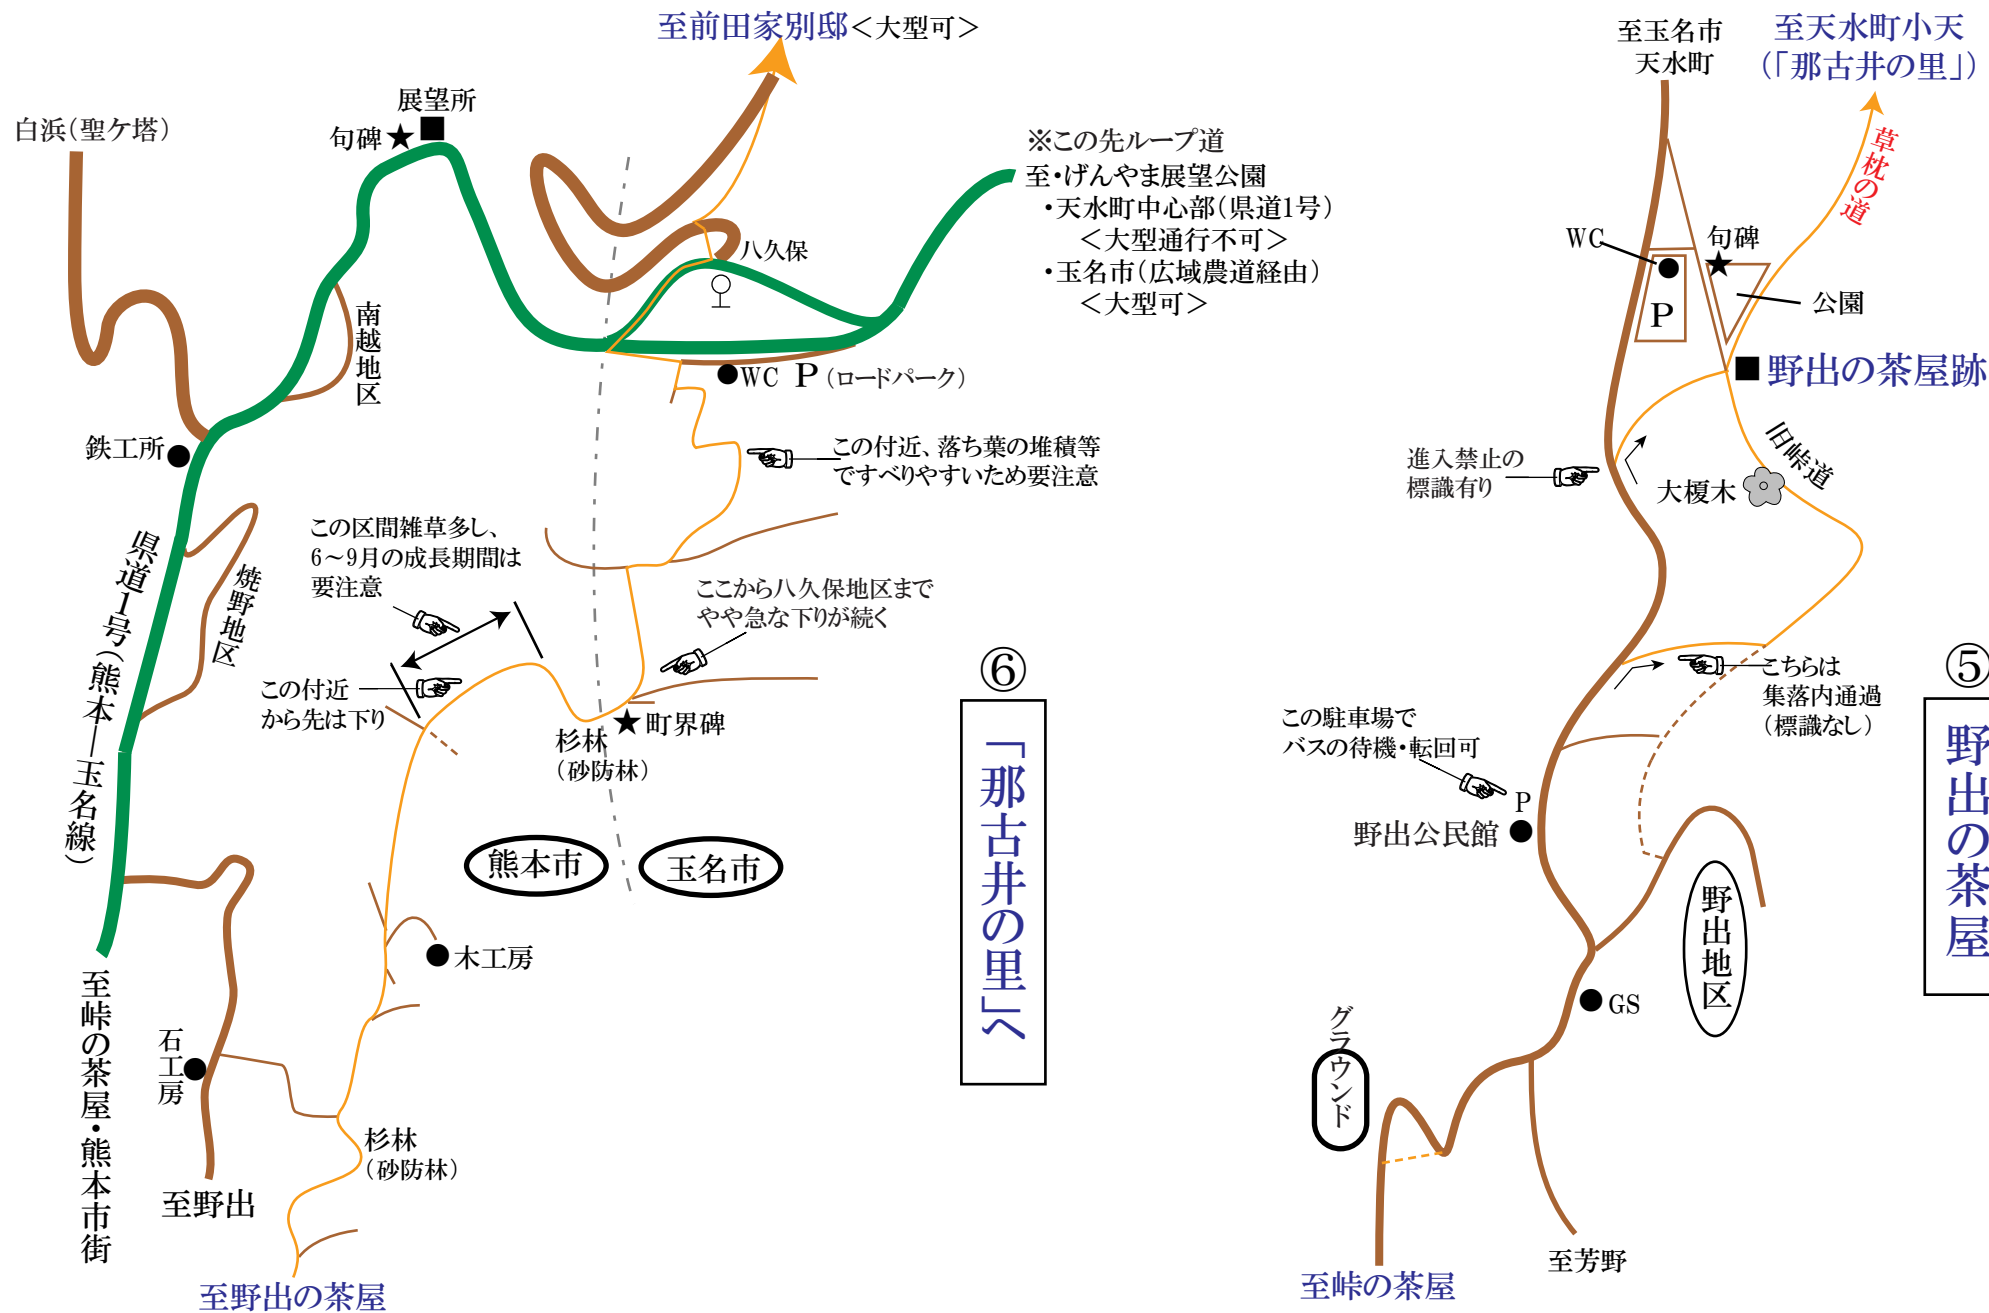 至前田家別邸＜大型可＞
展望所
句碑
白浜（聖ケ塔）
※この先ループ道
至・げんやま展望公園
・天水町中心部（県道1号）
＜大型通行不可＞
・玉名市（広域農道経由）
＜大型可＞
八久保
南越地区
WC P（ロードパーク）
鉄工所
この付近、落ち葉の堆積等
ですべりやすいため要注意
この区間雑草多し、
6～9月の成長期間は
要注意
県道1号（熊本―玉名線）
焼野地区
ここから八久保地区まで
やや急な下りが続く
この付近
から先は下り
町界碑
杉林
（砂防林）
熊本市
玉名市
木工房
至峠の茶屋・熊本市街
石工房
杉林
（砂防林）
至野出
至野出の茶屋
⑥
「那古井の里」へ
至玉名市
天水町
至天水町小天
（「那古井の里」）
草枕の道
WC
句碑
P
公園
野出の茶屋跡
旧峠道
進入禁止の
標識有り
大榎木
こちらは
集落内通過
（標識なし）
この駐車場で
バスの待機・転回可
P
野出公民館
野出地区
GS
グラウンド
至芳野
至峠の茶屋
⑤
野出の茶屋